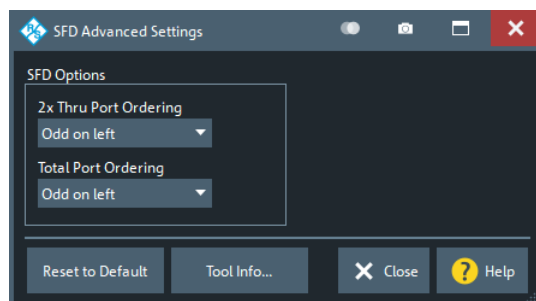 R&S
SFD Advanced Settings
SFD Options
2x Thru Port Ordering
Odd on left
Total Port Ordering
Odd on left
Reset to Default
Tool Info...
Close
? Help